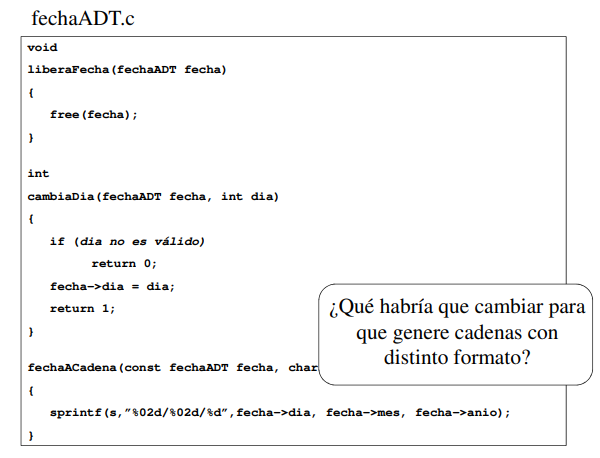 fechaADT.c
void
liberaFecha(fechaADT fecha)
{
free(fecha);
}
int
cambiaDia(fechaADT fecha, int dia)
{
if (dia no es válido)
return 0;
fecha->dia = dia;
return 1;
}
fechaACadena(const fechaADT fecha, char
{
sprintf(s,"%02d/%02d/%d",fecha->dia, fecha->mes, fecha->anio);
}
¿Qué habría que cambiar para
que genere cadenas con
distinto formato?